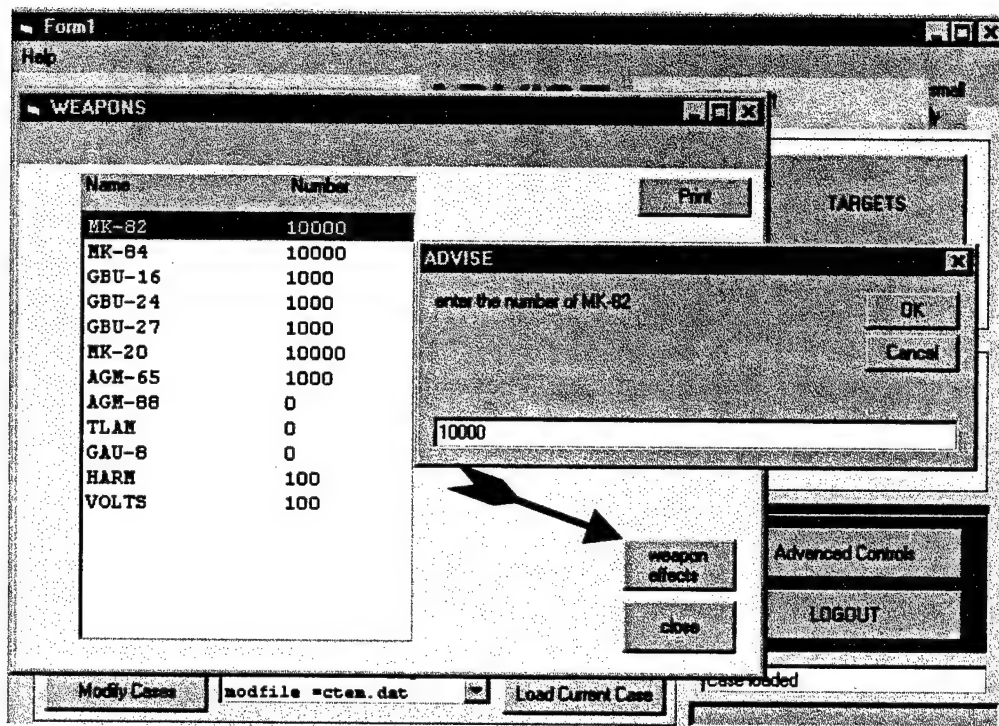 Form1
Help
small
WEAPONS
Name Number
Print
TARGETS
MK-82 10000
MK-84 10000
GBU-16 1000
GBU-24 1000
GBU-27 1000
MK-20 10000
AGM-65 1000
AGM-88 0
TLAM 0
GAU-8 0
HARM 100
VOLTS 100
ADVISE
enter the number of MK-82
OK
Cancel
10000
weapon
effects
close
Advanced Controls
LOGOUT
Case loaded
Modify Cases
modfile =ctem.dat
Load Current Case